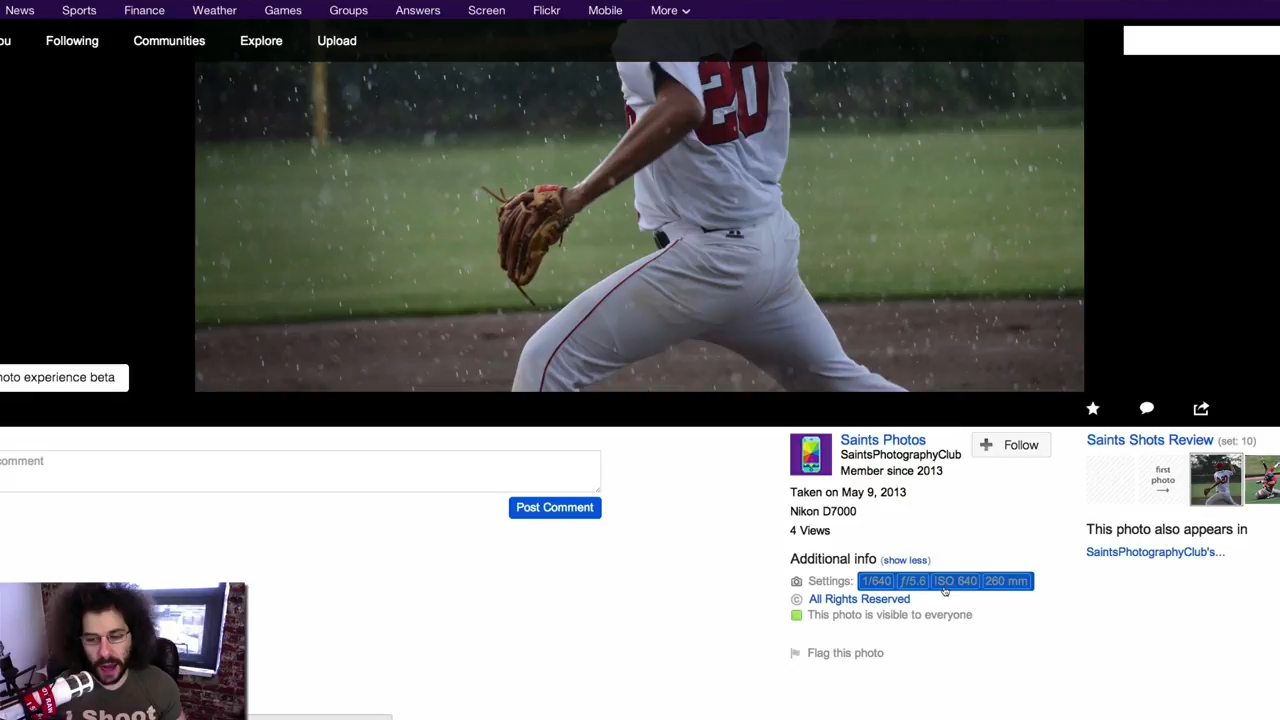 News Sports Finance Weather Games Groups Answers Screen Flickr Mobile More
ou Following Communities Explore Upload
20
hoto experience beta
comment
Post Comment
Saints Photos
SaintsPhotographyClub
Member since 2013
Follow
Taken on May 9, 2013
Nikon D7000
4 Views
Additional info (show less)
Settings: 1/640 ƒ/5.6 ISO 640 260 mm
All Rights Reserved
This photo is visible to everyone
Flag this photo
Saints Shots Review (set: 10)
first
photo
→
This photo also appears in
SaintsPhotographyClub's...
I Shoot